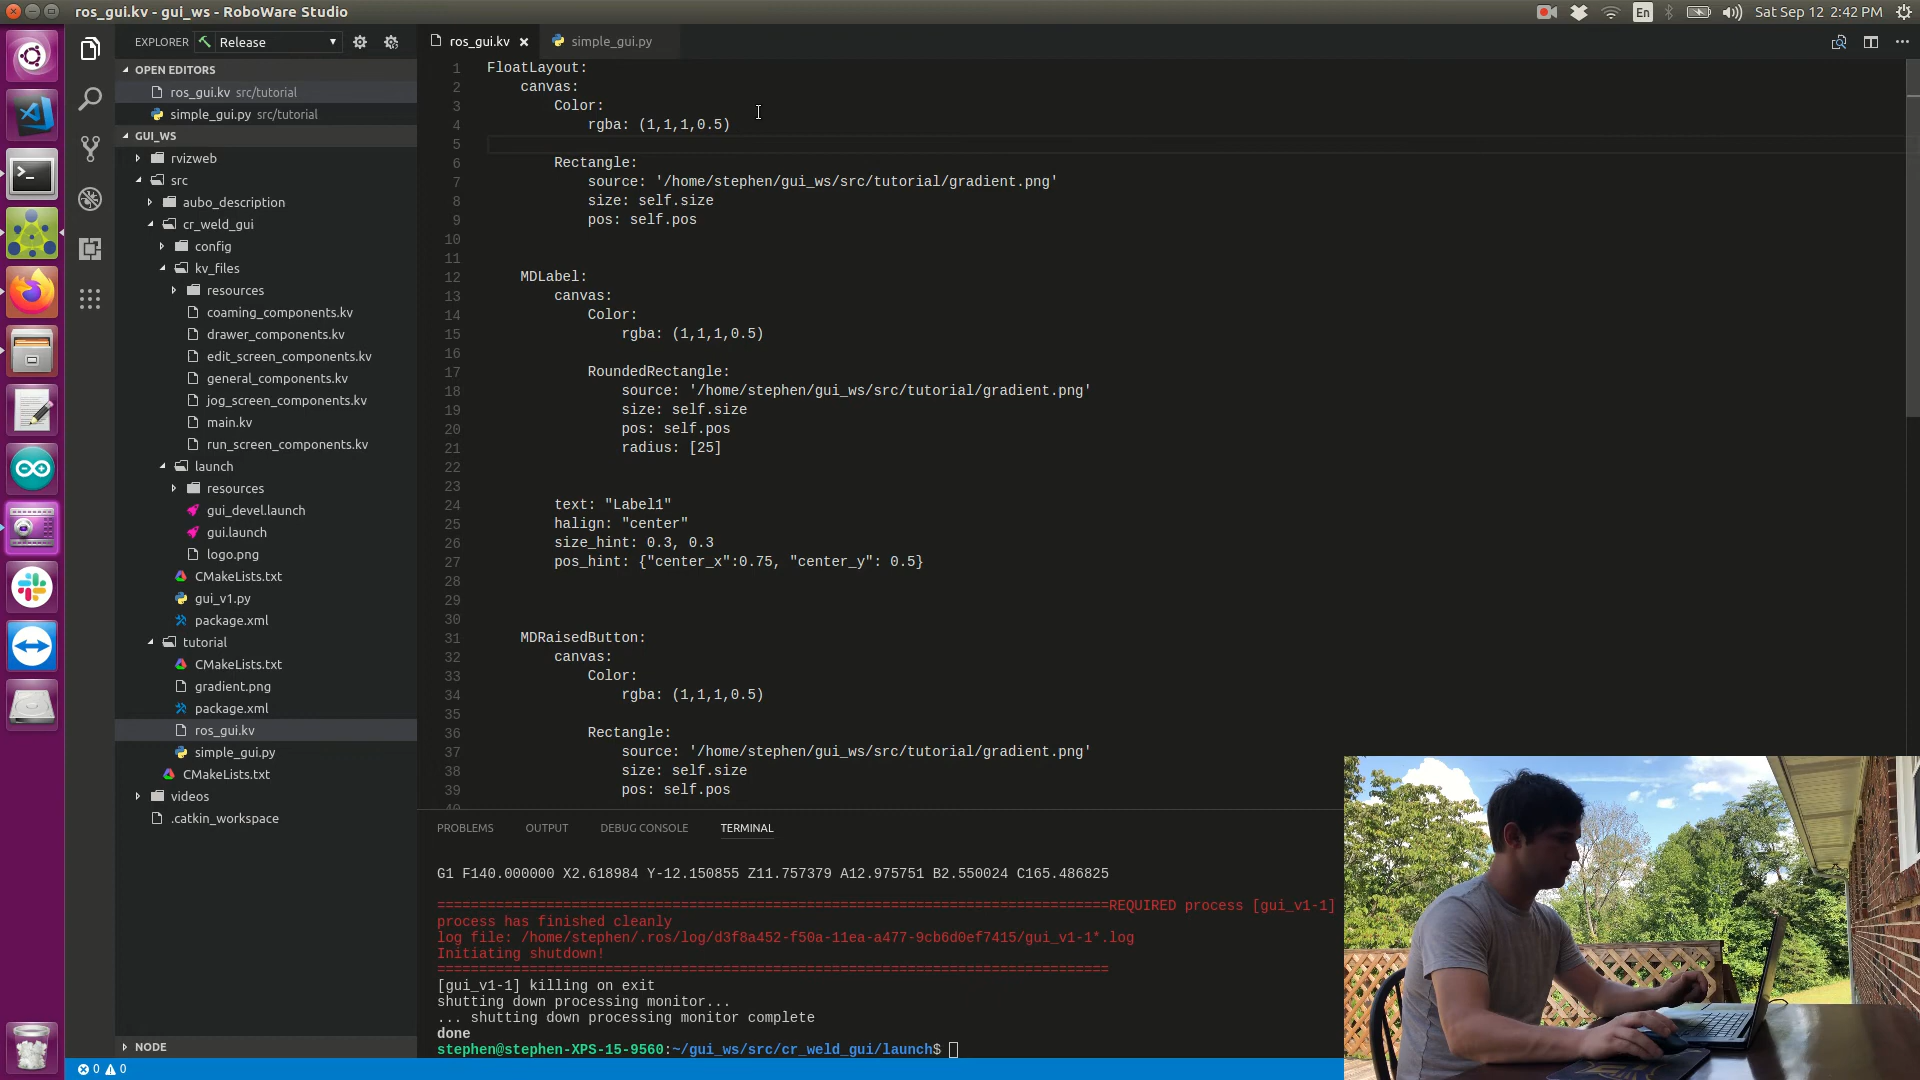 ros_gui.kv - gui_ws - RoboWare Studio
En
Sat Sep 12 2:42 PM
EXPLORER
Release
ros_gui.kv
simple_gui.py
OPEN EDITORS
ros_gui.kv src/tutorial
simple_gui.py src/tutorial
GUI_WS
rvizweb
src
aubo_description
cr_weld_gui
config
kv_files
resources
coaming_components.kv
drawer_components.kv
edit_screen_components.kv
general_components.kv
jog_screen_components.kv
main.kv
run_screen_components.kv
launch
resources
gui_devel.launch
gui.launch
logo.png
CMakeLists.txt
gui_v1.py
package.xml
tutorial
CMakeLists.txt
gradient.png
package.xml
ros_gui.kv
simple_gui.py
CMakeLists.txt
videos
.catkin_workspace
NODE
1 FloatLayout:
2 canvas:
3 Color:
4 rgba: (1,1,1,0.5)
5
6 Rectangle:
7 source: '/home/stephen/gui_ws/src/tutorial/gradient.png'
8 size: self.size
9 pos: self.pos
10
11
12 MDLabel:
13 canvas:
14 Color:
15 rgba: (1,1,1,0.5)
16
17 RoundedRectangle:
18 source: '/home/stephen/gui_ws/src/tutorial/gradient.png'
19 size: self.size
20 pos: self.pos
21 radius: [25]
22
23
24 text: "Label1"
25 halign: "center"
26 size_hint: 0.3, 0.3
27 pos_hint: {"center_x":0.75, "center_y": 0.5}
28
29
30
31 MDRaisedButton:
32 canvas:
33 Color:
34 rgba: (1,1,1,0.5)
35
36 Rectangle:
37 source: '/home/stephen/gui_ws/src/tutorial/gradient.png'
38 size: self.size
39 pos: self.pos
40
PROBLEMS OUTPUT DEBUG CONSOLE TERMINAL
G1 F140.000000 X2.618984 Y-12.150855 Z11.757379 A12.975751 B2.550024 C165.486825
================================================================================REQUIRED process [gui_v1-1]
process has finished cleanly
log file: /home/stephen/.ros/log/d3f8a452-f50a-11ea-a477-9cb6d0ef7415/gui_v1-1*.log
Initiating shutdown!
================================================================================
[gui_v1-1] killing on exit
shutting down processing monitor...
... shutting down processing monitor complete
done
stephen@stephen-XPS-15-9560:~/gui_ws/src/cr_weld_gui/launch$
0 0